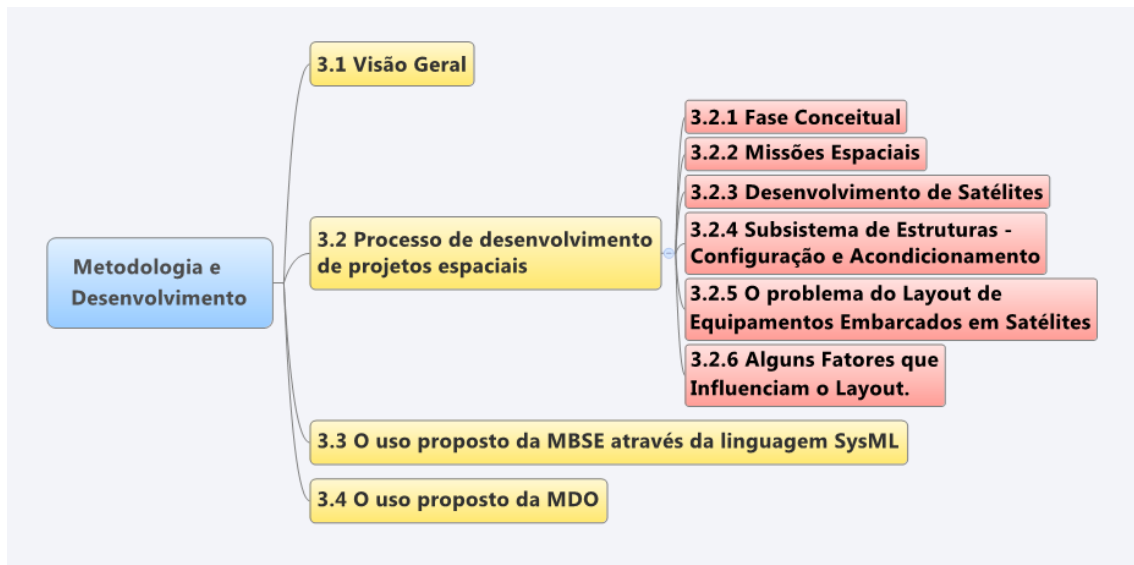 Metodologia e
Desenvolvimento
3.1 Visão Geral
3.2 Processo de desenvolvimento
de projetos espaciais
3.2.1 Fase Conceitual
3.2.2 Missões Espaciais
3.2.3 Desenvolvimento de Satélites
3.2.4 Subsistema de Estruturas -
Configuração e Acondicionamento
3.2.5 O problema do Layout de
Equipamentos Embarcados em Satélites
3.2.6 Alguns Fatores que
Influenciam o Layout.
3.3 O uso proposto da MBSE através da linguagem SysML
3.4 O uso proposto da MDO